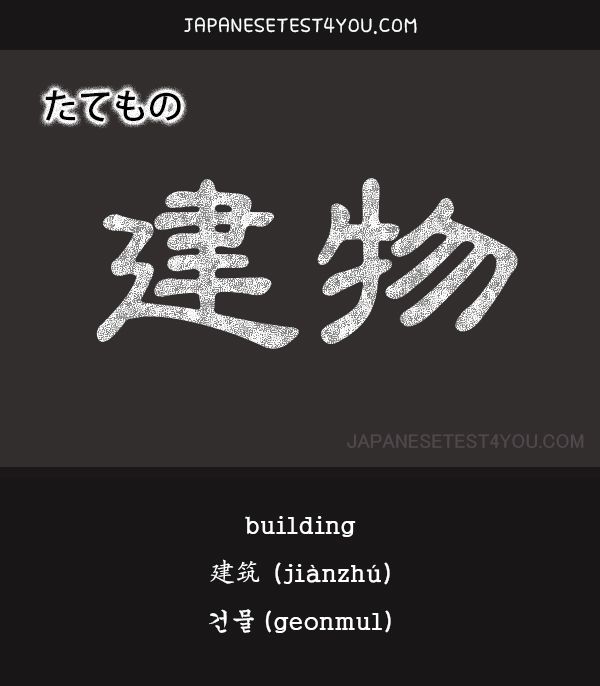 JAPANESETEST4YOU.COM
たてもの
建物
JAPANESETEST4YOU.COM
building
建筑 (jiànzhú)
건물 (geonmul)